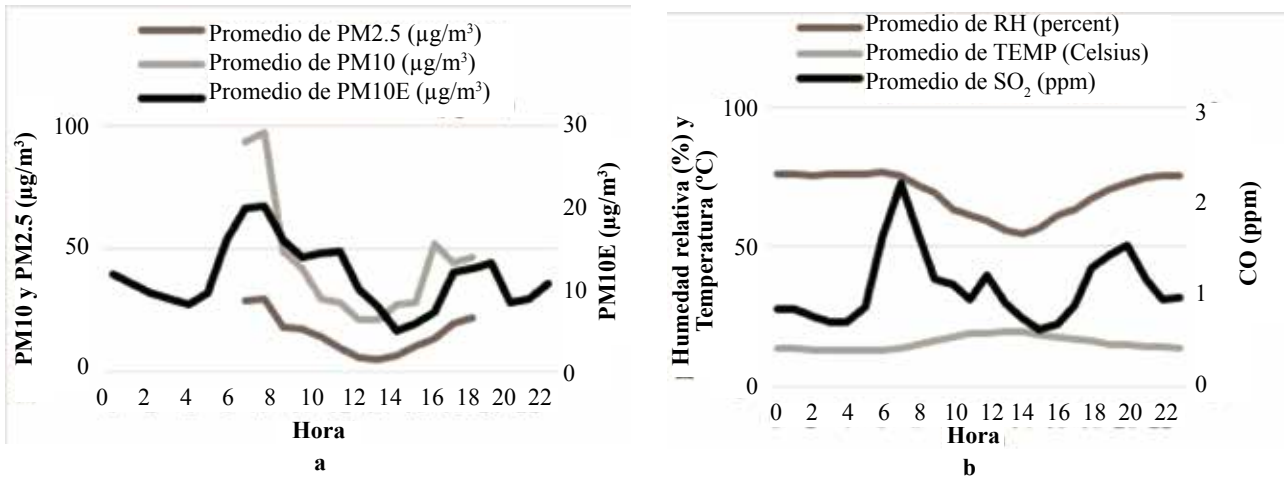 Promedio de PM2.5 (µg/m³)
Promedio de PM10 (µg/m³)
Promedio de PM10E (µg/m³)
PM10 y PM2.5 (µg/m³)
100
50
0
30
20
10
0
PM10E (µg/m³)
0 2 4 6 8 10 12 14 16 18 20 22
Hora
a
Promedio de RH (percent)
Promedio de TEMP (Celsius)
Promedio de SO₂ (ppm)
Humedad relativa (%) y
Temperatura (ºC)
100
50
0
3
2
1
0
CO (ppm)
0 2 4 6 8 10 12 14 16 18 20 22
Hora
b